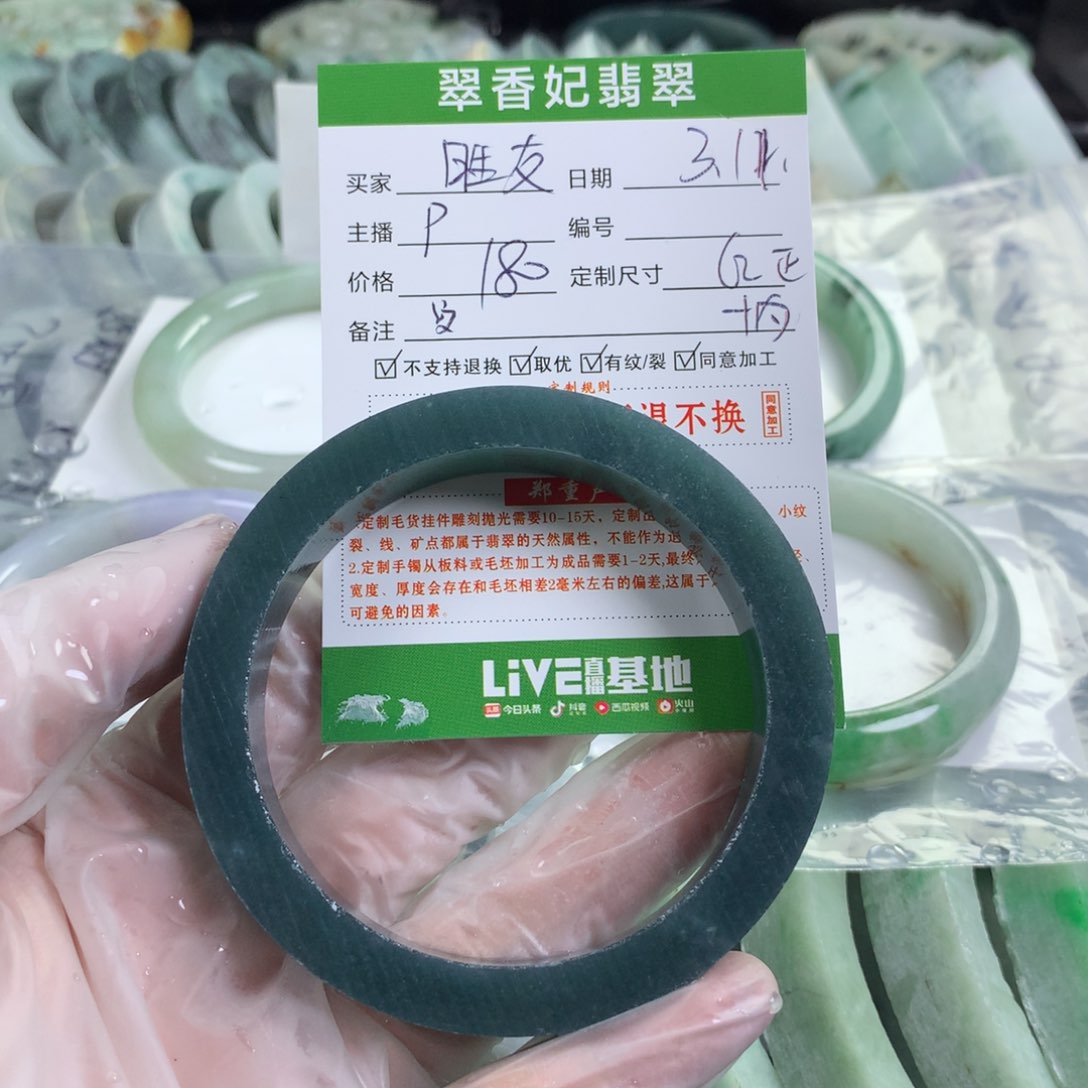 翠香妃翡翠
买家 旺友 日期
主播 P 编号
价格 180 定制尺寸
备注
不支持退换 取优 有纹/裂 同意加工
定制规则
退不换 同意加工
郑重声
定制毛货挂件雕刻抛光需要10-15天，定制 小纹
裂、线、矿点都属于翡翠的天然属性，不能作为退
2.定制手镯从板料或毛坯加工为成品需要1-2天，最终
宽度、厚度会存在和毛坯相差2毫米左右的偏差，这属于
可避免的因素。
LiVE直播基地
今日头条 抖音 西瓜视频 火山